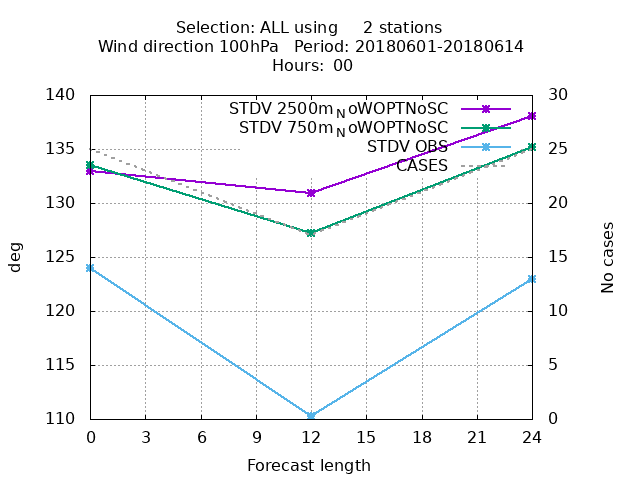 Selection: ALL using     2 stations
Wind direction 100hPa   Period: 20180601-20180614
Hours:  00
140
135
130
125
120
115
110
30
25
20
15
10
5
0
STDV 2500m_NoWOPTNoSC
STDV 750m_NoWOPTNoSC
STDV OBS
CASES
deg
No cases
0 3 6 9 12 15 18 21 24
Forecast length